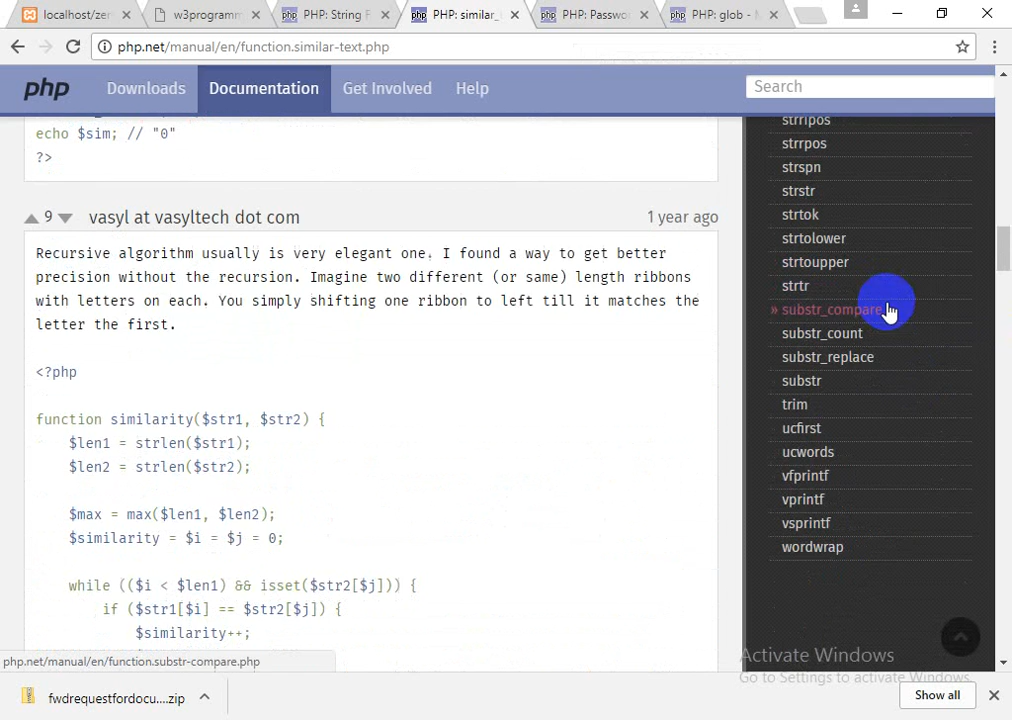 localhost/zer
w3programm
PHP: String F
PHP: similar_
PHP: Passwo
PHP: glob - M
php.net/manual/en/function.similar-text.php
php
Downloads
Documentation
Get Involved
Help
Search
echo $sim; // "0"
?>
9
vasyl at vasyltech dot com
1 year ago
Recursive algorithm usually is very elegant one. I found a way to get better
precision without the recursion. Imagine two different (or same) length ribbons
with letters on each. You simply shifting one ribbon to left till it matches the
letter the first.
<?php
function similarity($str1, $str2) {
$len1 = strlen($str1);
$len2 = strlen($str2);
$max = max($len1, $len2);
$similarity = $i = $j = 0;
while (($i < $len1) && isset($str2[$j])) {
if ($str1[$i] == $str2[$j]) {
$similarity++;
strripos
strrpos
strspn
strstr
strtok
strtolower
strtoupper
strtr
» substr_compare
substr_count
substr_replace
substr
trim
ucfirst
ucwords
vfprintf
vprintf
vsprintf
wordwrap
php.net/manual/en/function.substr-compare.php
Activate Windows
Go to Settings to activate Windows.
fwdrequestfordocu....zip
Show all